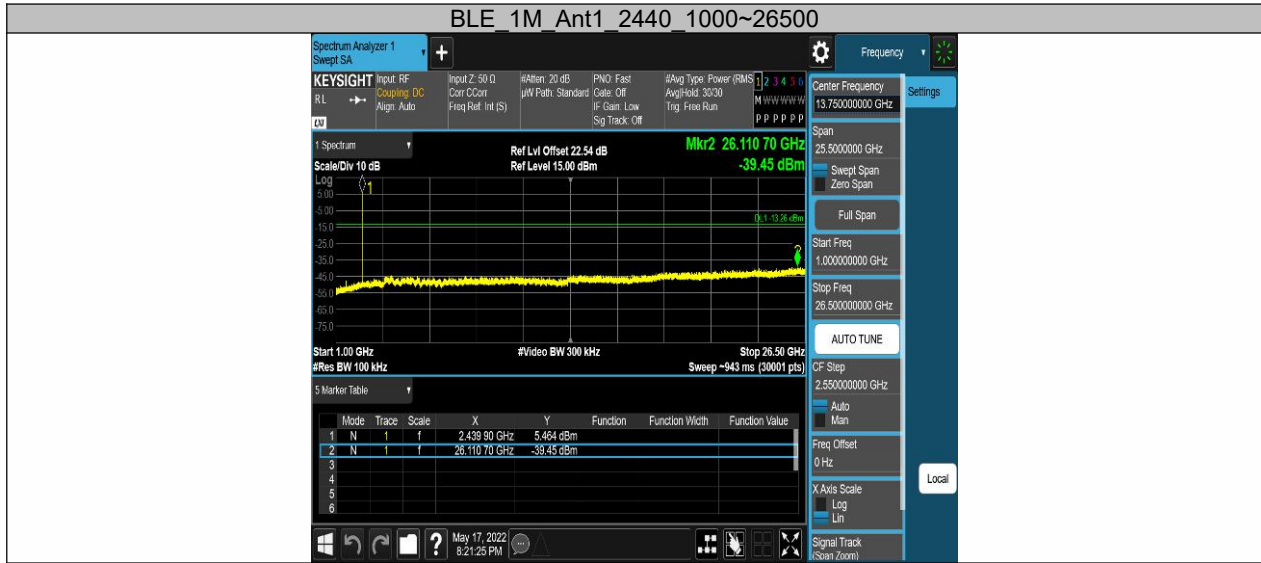 BLE_1M_Ant1_2440_1000~26500
Spectrum Analyzer 1
Swept SA
+
Frequency
KEYSIGHT
RL
Input: RF
Coupling: DC
Align: Auto
Input Z: 50 Ω
Corr CCorr
Freq Ref: Int (S)
#Atten: 20 dB
µW Path: Standard
PNO: Fast
Gate: Off
IF Gain: Low
Sig Track: Off
#Avg Type: Power (RMS
Avg|Hold: 30/30
Trig: Free Run
1 2 3 4 5 6
M W W W W W
P P P P P P
1 Spectrum
Scale/Div 10 dB
Ref Lvl Offset 22.54 dB
Ref Level 15.00 dBm
Mkr2 26.110 70 GHz
-39.45 dBm
Log
5.00
-5.00
-15.0
-25.0
-35.0
-45.0
-55.0
-65.0
-75.0
1
2
DL1 -13.26 dBm
Start 1.00 GHz
#Res BW 100 kHz
#Video BW 300 kHz
Stop 26.50 GHz
Sweep ~943 ms (30001 pts)
5 Marker Table
Mode Trace Scale X Y Function Function Width Function Value
1 N 1 f 2.439 90 GHz 5.464 dBm
2 N 1 f 26.110 70 GHz -39.45 dBm
3
4
5
6
?
May 17, 2022
8:21:25 PM
Center Frequency
13.750000000 GHz
Settings
Span
25.5000000 GHz
Swept Span
Zero Span
Full Span
Start Freq
1.000000000 GHz
Stop Freq
26.500000000 GHz
AUTO TUNE
CF Step
2.550000000 GHz
Auto
Man
Freq Offset
0 Hz
X Axis Scale
Log
Lin
Signal Track
(Span Zoom)
Local